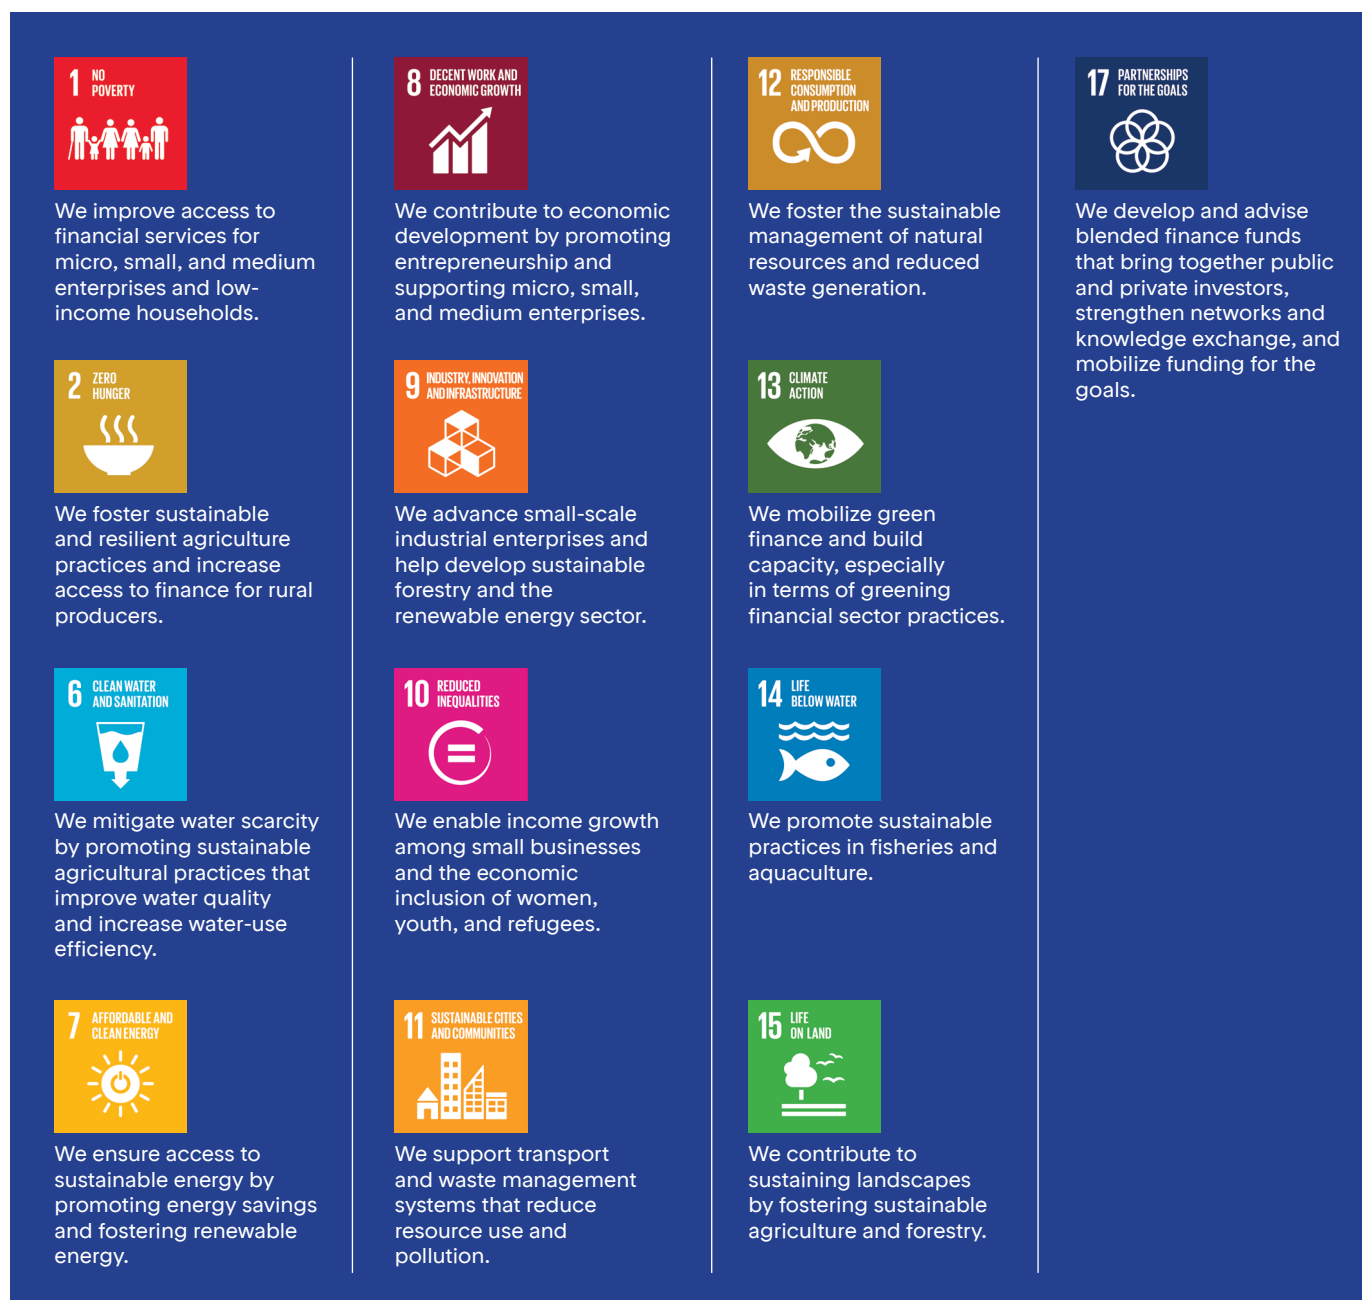 1 NO
POVERTY
We improve access to
financial services for
micro, small, and medium
enterprises and low-
income households.
2 ZERO
HUNGER
We foster sustainable
and resilient agriculture
practices and increase
access to finance for rural
producers.
6 CLEAN WATER
AND SANITATION
We mitigate water scarcity
by promoting sustainable
agricultural practices that
improve water quality
and increase water-use
efficiency.
7 AFFORDABLE AND
CLEAN ENERGY
We ensure access to
sustainable energy by
promoting energy savings
and fostering renewable
energy.
8 DECENT WORK AND
ECONOMIC GROWTH
We contribute to economic
development by promoting
entrepreneurship and
supporting micro, small,
and medium enterprises.
9 INDUSTRY, INNOVATION
AND INFRASTRUCTURE
We advance small-scale
industrial enterprises and
help develop sustainable
forestry and the
renewable energy sector.
10 REDUCED
INEQUALITIES
We enable income growth
among small businesses
and the economic
inclusion of women,
youth, and refugees.
11 SUSTAINABLE CITIES
AND COMMUNITIES
We support transport
and waste management
systems that reduce
resource use and
pollution.
12 RESPONSIBLE
CONSUMPTION
AND PRODUCTION
We foster the sustainable
management of natural
resources and reduced
waste generation.
13 CLIMATE
ACTION
We mobilize green
finance and build
capacity, especially
in terms of greening
financial sector practices.
14 LIFE
BELOW WATER
We promote sustainable
practices in fisheries and
aquaculture.
15 LIFE
ON LAND
We contribute to
sustaining landscapes
by fostering sustainable
agriculture and forestry.
17 PARTNERSHIPS
FOR THE GOALS
We develop and advise
blended finance funds
that bring together public
and private investors,
strengthen networks and
knowledge exchange, and
mobilize funding for the
goals.